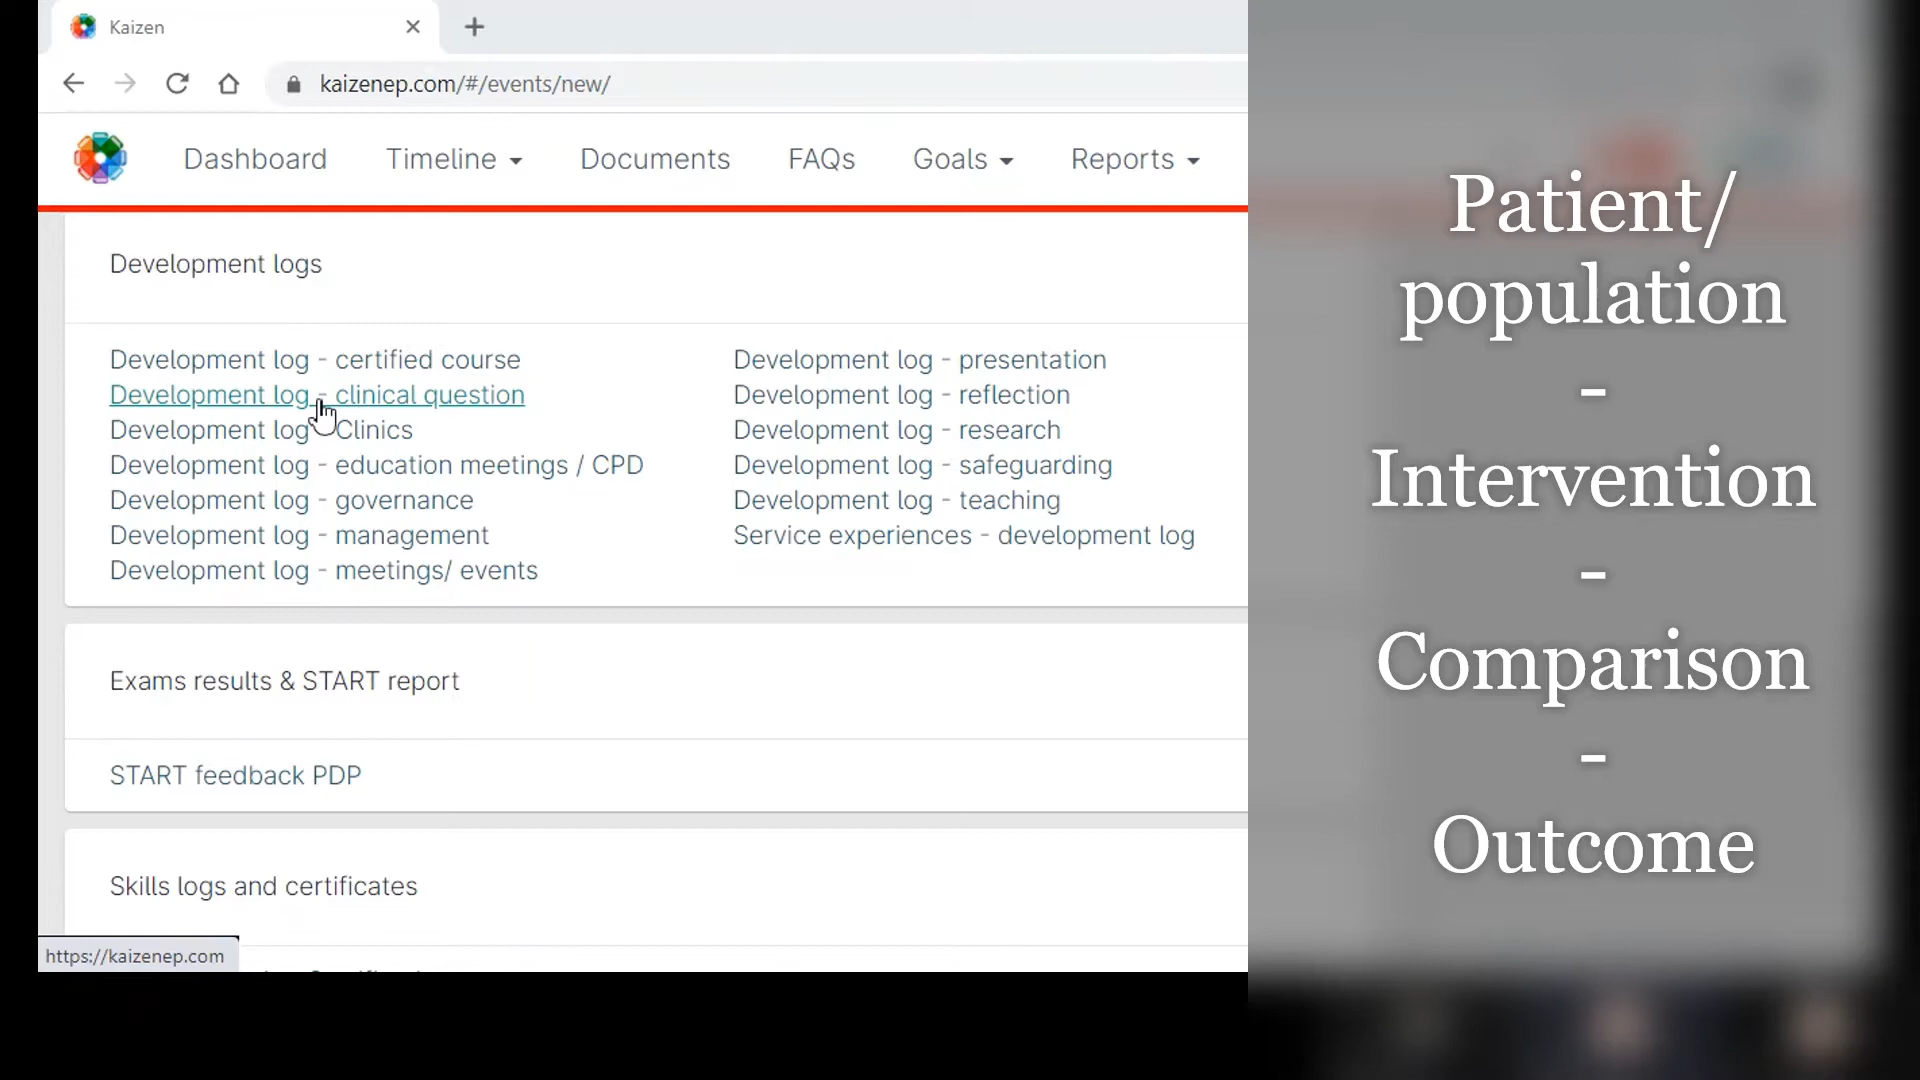 Kaizen
kaizenep.com/#/events/new/
Dashboard
Timeline
Documents
FAQs
Goals
Reports
Development logs
Development log - certified course
Development log - clinical question
Development log - Clinics
Development log - education meetings / CPD
Development log - governance
Development log - management
Development log - meetings/ events
Development log - presentation
Development log - reflection
Development log - research
Development log - safeguarding
Development log - teaching
Service experiences - development log
Exams results & START report
START feedback PDP
Skills logs and certificates
https://kaizenep.com
Patient/
population
-
Intervention
-
Comparison
-
Outcome